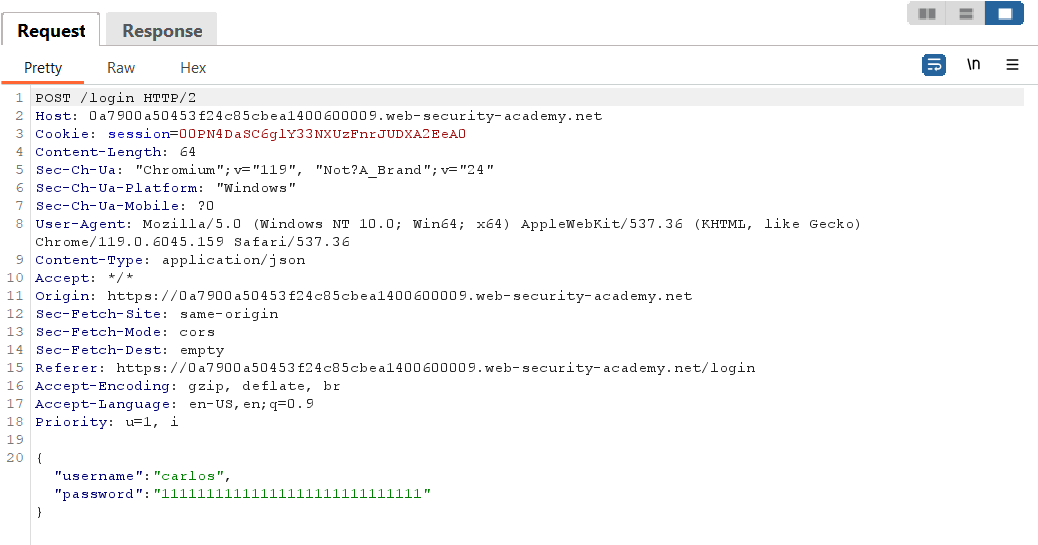 Request
Response
Pretty
Raw
Hex
\n
1 POST /login HTTP/2
2 Host: 0a7900a50453f24c85cbea1400600009.web-security-academy.net
3 Cookie: session=00PN4DaSC6glY33NXUzFnrJUDXA2EeA0
4 Content-Length: 64
5 Sec-Ch-Ua: "Chromium";v="119", "Not?A_Brand";v="24"
6 Sec-Ch-Ua-Platform: "Windows"
7 Sec-Ch-Ua-Mobile: ?0
8 User-Agent: Mozilla/5.0 (Windows NT 10.0; Win64; x64) AppleWebKit/537.36 (KHTML, like Gecko)
Chrome/119.0.6045.159 Safari/537.36
9 Content-Type: application/json
10 Accept: */*
11 Origin: https://0a7900a50453f24c85cbea1400600009.web-security-academy.net
12 Sec-Fetch-Site: same-origin
13 Sec-Fetch-Mode: cors
14 Sec-Fetch-Dest: empty
15 Referer: https://0a7900a50453f24c85cbea1400600009.web-security-academy.net/login
16 Accept-Encoding: gzip, deflate, br
17 Accept-Language: en-US,en;q=0.9
18 Priority: u=1, i
19
20 {
"username":"carlos",
"password":"11111111111111111111111111111"
}